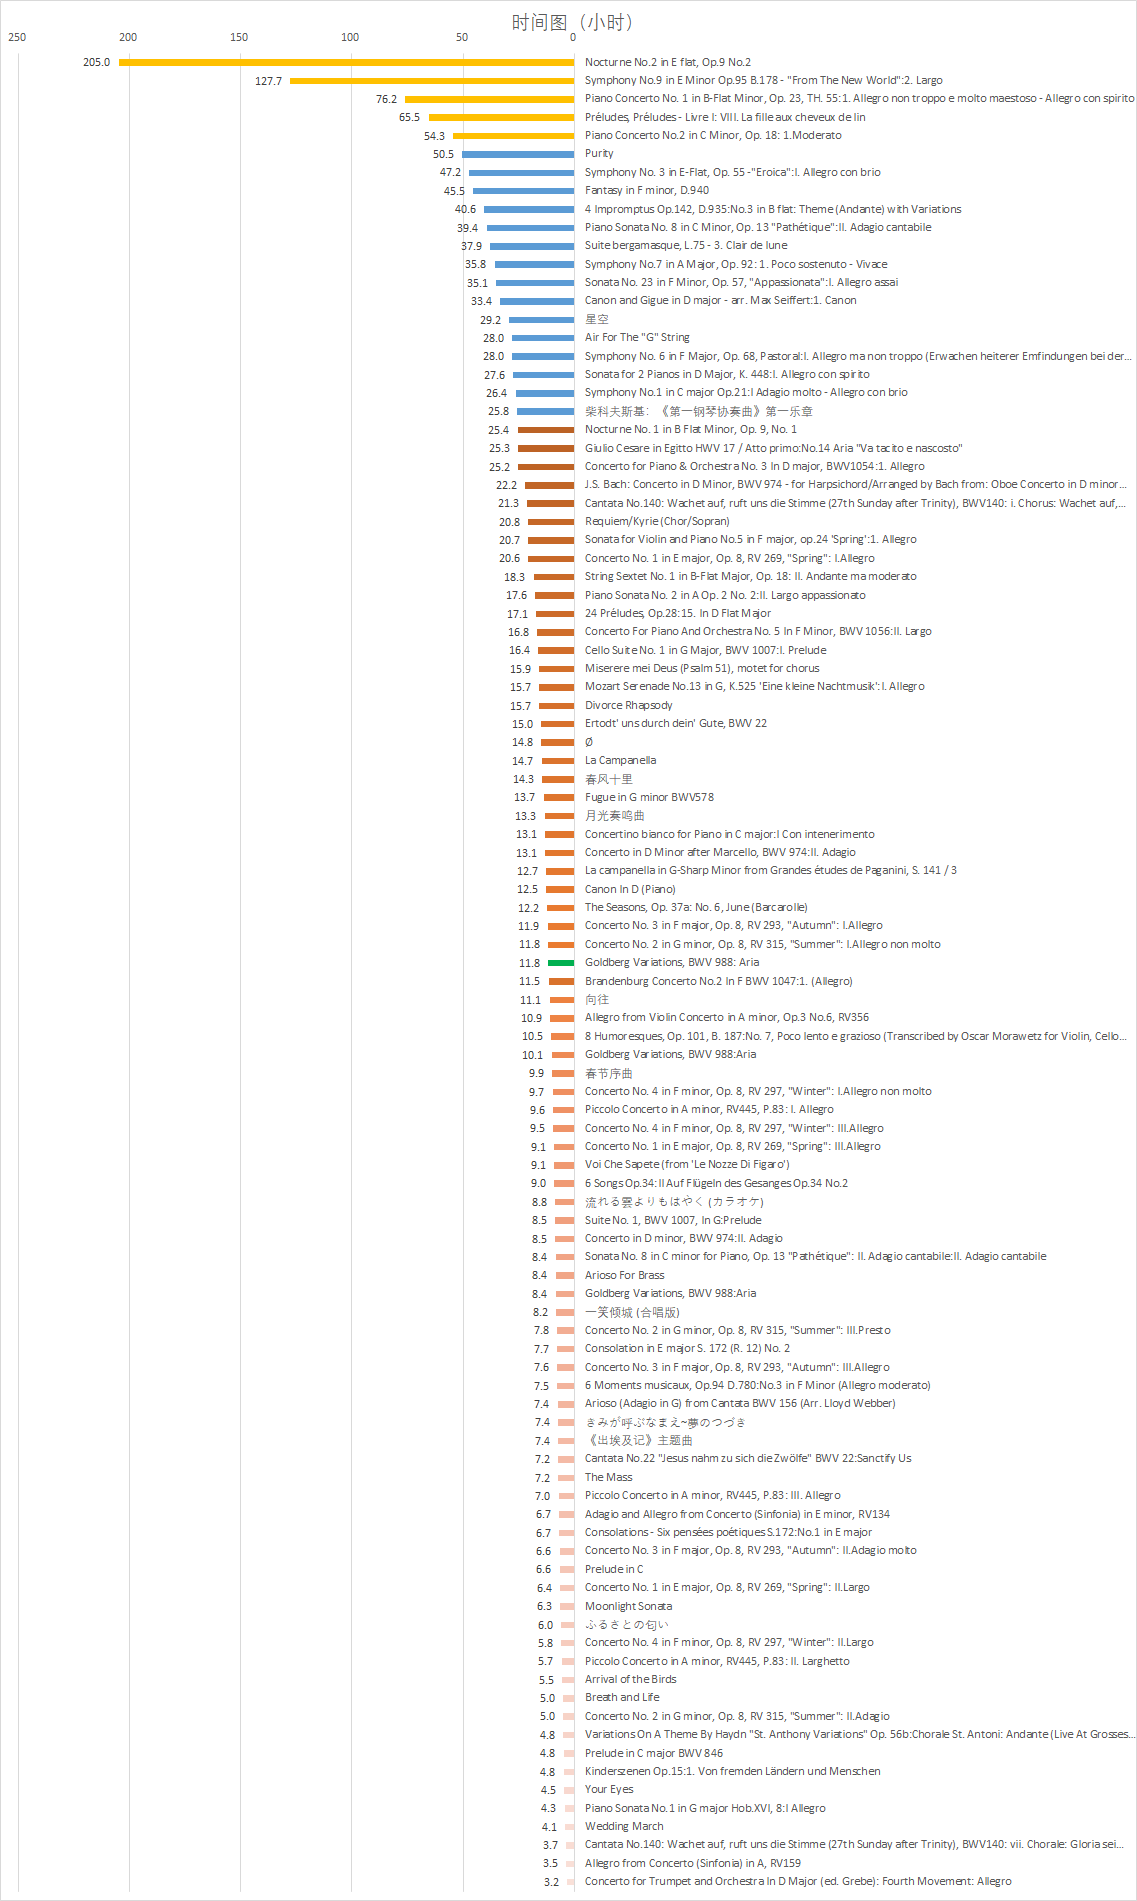 时间图（小时）
250 200 150 100 50 0
205.0 Nocturne No.2 in E flat, Op.9 No.2
127.7 Symphony No.9 in E Minor Op.95 B.178 - "From The New World":2. Largo
76.2 Piano Concerto No. 1 in B-Flat Minor, Op. 23, TH. 55:1. Allegro non troppo e molto maestoso - Allegro con spirito
65.5 Préludes, Préludes - Livre I: VIII. La fille aux cheveux de lin
54.3 Piano Concerto No.2 in C Minor, Op. 18: 1.Moderato
50.5 Purity
47.2 Symphony No. 3 in E-Flat, Op. 55 -"Eroica":I. Allegro con brio
45.5 Fantasy in F minor, D.940
40.6 4 Impromptus Op.142, D.935:No.3 in B flat: Theme (Andante) with Variations
39.4 Piano Sonata No. 8 in C Minor, Op. 13 "Pathétique":II. Adagio cantabile
37.9 Suite bergamasque, L.75 - 3. Clair de lune
35.8 Symphony No.7 in A Major, Op. 92: 1. Poco sostenuto - Vivace
35.1 Sonata No. 23 in F Minor, Op. 57, "Appassionata":I. Allegro assai
33.4 Canon and Gigue in D major - arr. Max Seiffert:1. Canon
29.2 星空
28.0 Air For The "G" String
28.0 Symphony No. 6 in F Major, Op. 68, Pastoral:I. Allegro ma non troppo (Erwachen heiterer Emfindungen bei der...
27.6 Sonata for 2 Pianos in D Major, K. 448:I. Allegro con spirito
26.4 Symphony No.1 in C major Op.21:I Adagio molto - Allegro con brio
25.8 柴科夫斯基：《第一钢琴协奏曲》第一乐章
25.4 Nocturne No. 1 in B Flat Minor, Op. 9, No. 1
25.3 Giulio Cesare in Egitto HWV 17 / Atto primo:No.14 Aria "Va tacito e nascosto"
25.2 Concerto for Piano & Orchestra No. 3 In D major, BWV1054:1. Allegro
22.2 J.S. Bach: Concerto in D Minor, BWV 974 - for Harpsichord/Arranged by Bach from: Oboe Concerto in D minor...
21.3 Cantata No.140: Wachet auf, ruft uns die Stimme (27th Sunday after Trinity), BWV140: i. Chorus: Wachet auf,...
20.8 Requiem/Kyrie (Chor/Sopran)
20.7 Sonata for Violin and Piano No.5 in F major, op.24 'Spring':1. Allegro
20.6 Concerto No. 1 in E major, Op. 8, RV 269, "Spring": I.Allegro
18.3 String Sextet No. 1 in B-Flat Major, Op. 18: II. Andante ma moderato
17.6 Piano Sonata No. 2 in A Op. 2 No. 2:II. Largo appassionato
17.1 24 Préludes, Op.28:15. In D Flat Major
16.8 Concerto For Piano And Orchestra No. 5 In F Minor, BWV 1056:II. Largo
16.4 Cello Suite No. 1 in G Major, BWV 1007:I. Prelude
15.9 Miserere mei Deus (Psalm 51), motet for chorus
15.7 Mozart Serenade No.13 in G, K.525 'Eine kleine Nachtmusik': I. Allegro
15.7 Divorce Rhapsody
15.0 Ertodt' uns durch dein' Gute, BWV 22
14.8 Ø
14.7 La Campanella
14.3 春风十里
13.7 Fugue in G minor BWV578
13.3 月光奏鸣曲
13.1 Concertino bianco for Piano in C major:I Con intenerimento
13.1 Concerto in D Minor after Marcello, BWV 974:II. Adagio
12.7 La campanella in G-Sharp Minor from Grandes études de Paganini, S. 141 / 3
12.5 Canon In D (Piano)
12.2 The Seasons, Op. 37a: No. 6, June (Barcarolle)
11.9 Concerto No. 3 in F major, Op. 8, RV 293, "Autumn": I.Allegro
11.8 Concerto No. 2 in G minor, Op. 8, RV 315, "Summer": I.Allegro non molto
11.8 Goldberg Variations, BWV 988: Aria
11.5 Brandenburg Concerto No.2 In F BWV 1047:1. (Allegro)
11.1 向往
10.9 Allegro from Violin Concerto in A minor, Op.3 No.6, RV356
10.5 8 Humoresques, Op. 101, B. 187:No. 7, Poco lento e grazioso (Transcribed by Oscar Morawetz for Violin, Cello...
10.1 Goldberg Variations, BWV 988:Aria
9.9 春节序曲
9.7 Concerto No. 4 in F minor, Op. 8, RV 297, "Winter": I.Allegro non molto
9.6 Piccolo Concerto in A minor, RV445, P.83: I. Allegro
9.5 Concerto No. 4 in F minor, Op. 8, RV 297, "Winter": III.Allegro
9.1 Concerto No. 1 in E major, Op. 8, RV 269, "Spring": III.Allegro
9.1 Voi Che Sapete (from 'Le Nozze Di Figaro')
9.0 6 Songs Op.34: II Auf Flügeln des Gesanges Op.34 No.2
8.8 流れる雲よりもはやく (カラオケ)
8.5 Suite No. 1, BWV 1007, In G:Prelude
8.5 Concerto in D minor, BWV 974:II. Adagio
8.4 Sonata No. 8 in C minor for Piano, Op. 13 "Pathétique": II. Adagio cantabile:II. Adagio cantabile
8.4 Arioso For Brass
8.4 Goldberg Variations, BWV 988:Aria
8.2 一笑倾城 (合唱版)
7.8 Concerto No. 2 in G minor, Op. 8, RV 315, "Summer": III.Presto
7.7 Consolation in E major S. 172 (R. 12) No. 2
7.6 Concerto No. 3 in F major, Op. 8, RV 293, "Autumn": III.Allegro
7.5 6 Moments musicaux, Op.94 D.780:No.3 in F Minor (Allegro moderato)
7.4 Arioso (Adagio in G) from Cantata BWV 156 (Arr. Lloyd Webber)
7.4 きみが呼ぶなまえ~夢のつづき
7.4 《出埃及记》主题曲
7.2 Cantata No.22 "Jesus nahm zu sich die Zwölfe" BWV 22:Sanctify Us
7.2 The Mass
7.0 Piccolo Concerto in A minor, RV445, P.83: III. Allegro
6.7 Adagio and Allegro from Concerto (Sinfonia) in E minor, RV134
6.7 Consolations - Six pensées poétiques S.172:No.1 in E major
6.6 Concerto No. 3 in F major, Op. 8, RV 293, "Autumn": II.Adagio molto
6.6 Prelude in C
6.4 Concerto No. 1 in E major, Op. 8, RV 269, "Spring": II.Largo
6.3 Moonlight Sonata
6.0 ふるさとの匂い
5.8 Concerto No. 4 in F minor, Op. 8, RV 297, "Winter": II.Largo
5.7 Piccolo Concerto in A minor, RV445, P.83: II. Larghetto
5.5 Arrival of the Birds
5.0 Breath and Life
5.0 Concerto No. 2 in G minor, Op. 8, RV 315, "Summer": II.Adagio
4.8 Variations On A Theme By Haydn "St. Anthony Variations" Op. 56b:Chorale St. Antoni: Andante (Live At Grosses...
4.8 Prelude in C major BWV 846
4.8 Kinderszenen Op.15:1. Von fremden Ländern und Menschen
4.5 Your Eyes
4.3 Piano Sonata No.1 in G major Hob.XVI, 8:I Allegro
4.1 Wedding March
3.7 Cantata No.140: Wachet auf, ruft uns die Stimme (27th Sunday after Trinity), BWV140: vii. Chorale: Gloria sei...
3.5 Allegro from Concerto (Sinfonia) in A, RV159
3.2 Concerto for Trumpet and Orchestra In D Major (ed. Grebe): Fourth Movement: Allegro